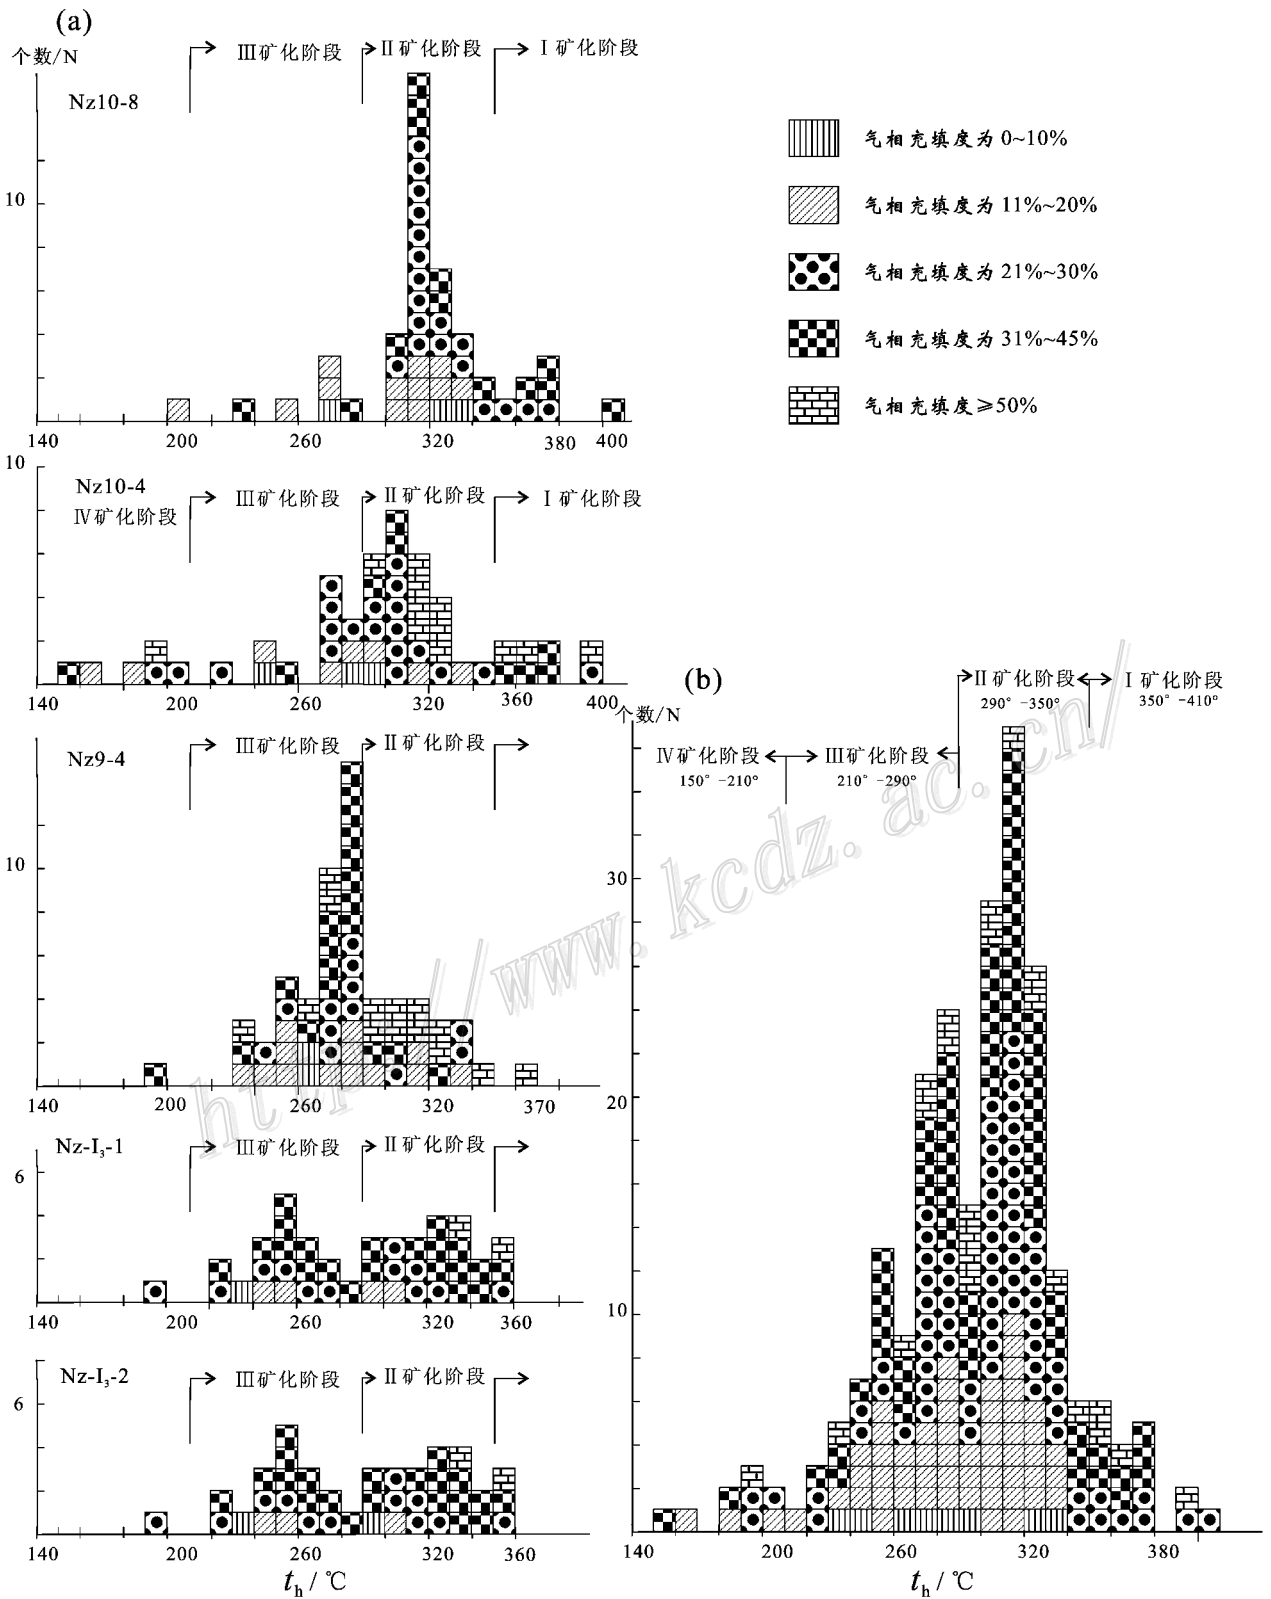 (a)
个数/N
Ⅲ矿化阶段
Ⅱ矿化阶段
Ⅰ矿化阶段
Nz10-8
10
140
200
260
320
380
400
气相充填度为 0~10%
气相充填度为 11%~20%
气相充填度为 21%~30%
气相充填度为 31%~45%
气相充填度≥50%
10
Nz10-4
Ⅳ矿化阶段
Ⅲ矿化阶段
Ⅱ矿化阶段
Ⅰ矿化阶段
140
200
260
320
360
400
Nz9-4
Ⅲ矿化阶段
Ⅱ矿化阶段
10
140
200
260
320
370
Nz-I₃-1
Ⅲ矿化阶段
Ⅱ矿化阶段
6
140
200
260
320
360
Nz-I₃-2
Ⅲ矿化阶段
Ⅱ矿化阶段
6
140
200
260
320
360
tₕ / ℃
(b)
个数/N
Ⅱ矿化阶段
290° -350°
Ⅰ矿化阶段
350° -410°
Ⅳ矿化阶段
150° -210°
Ⅲ矿化阶段
210° -290°
30
20
10
140
200
260
320
380
tₕ / ℃
http://www.kcdz.ac.cn/